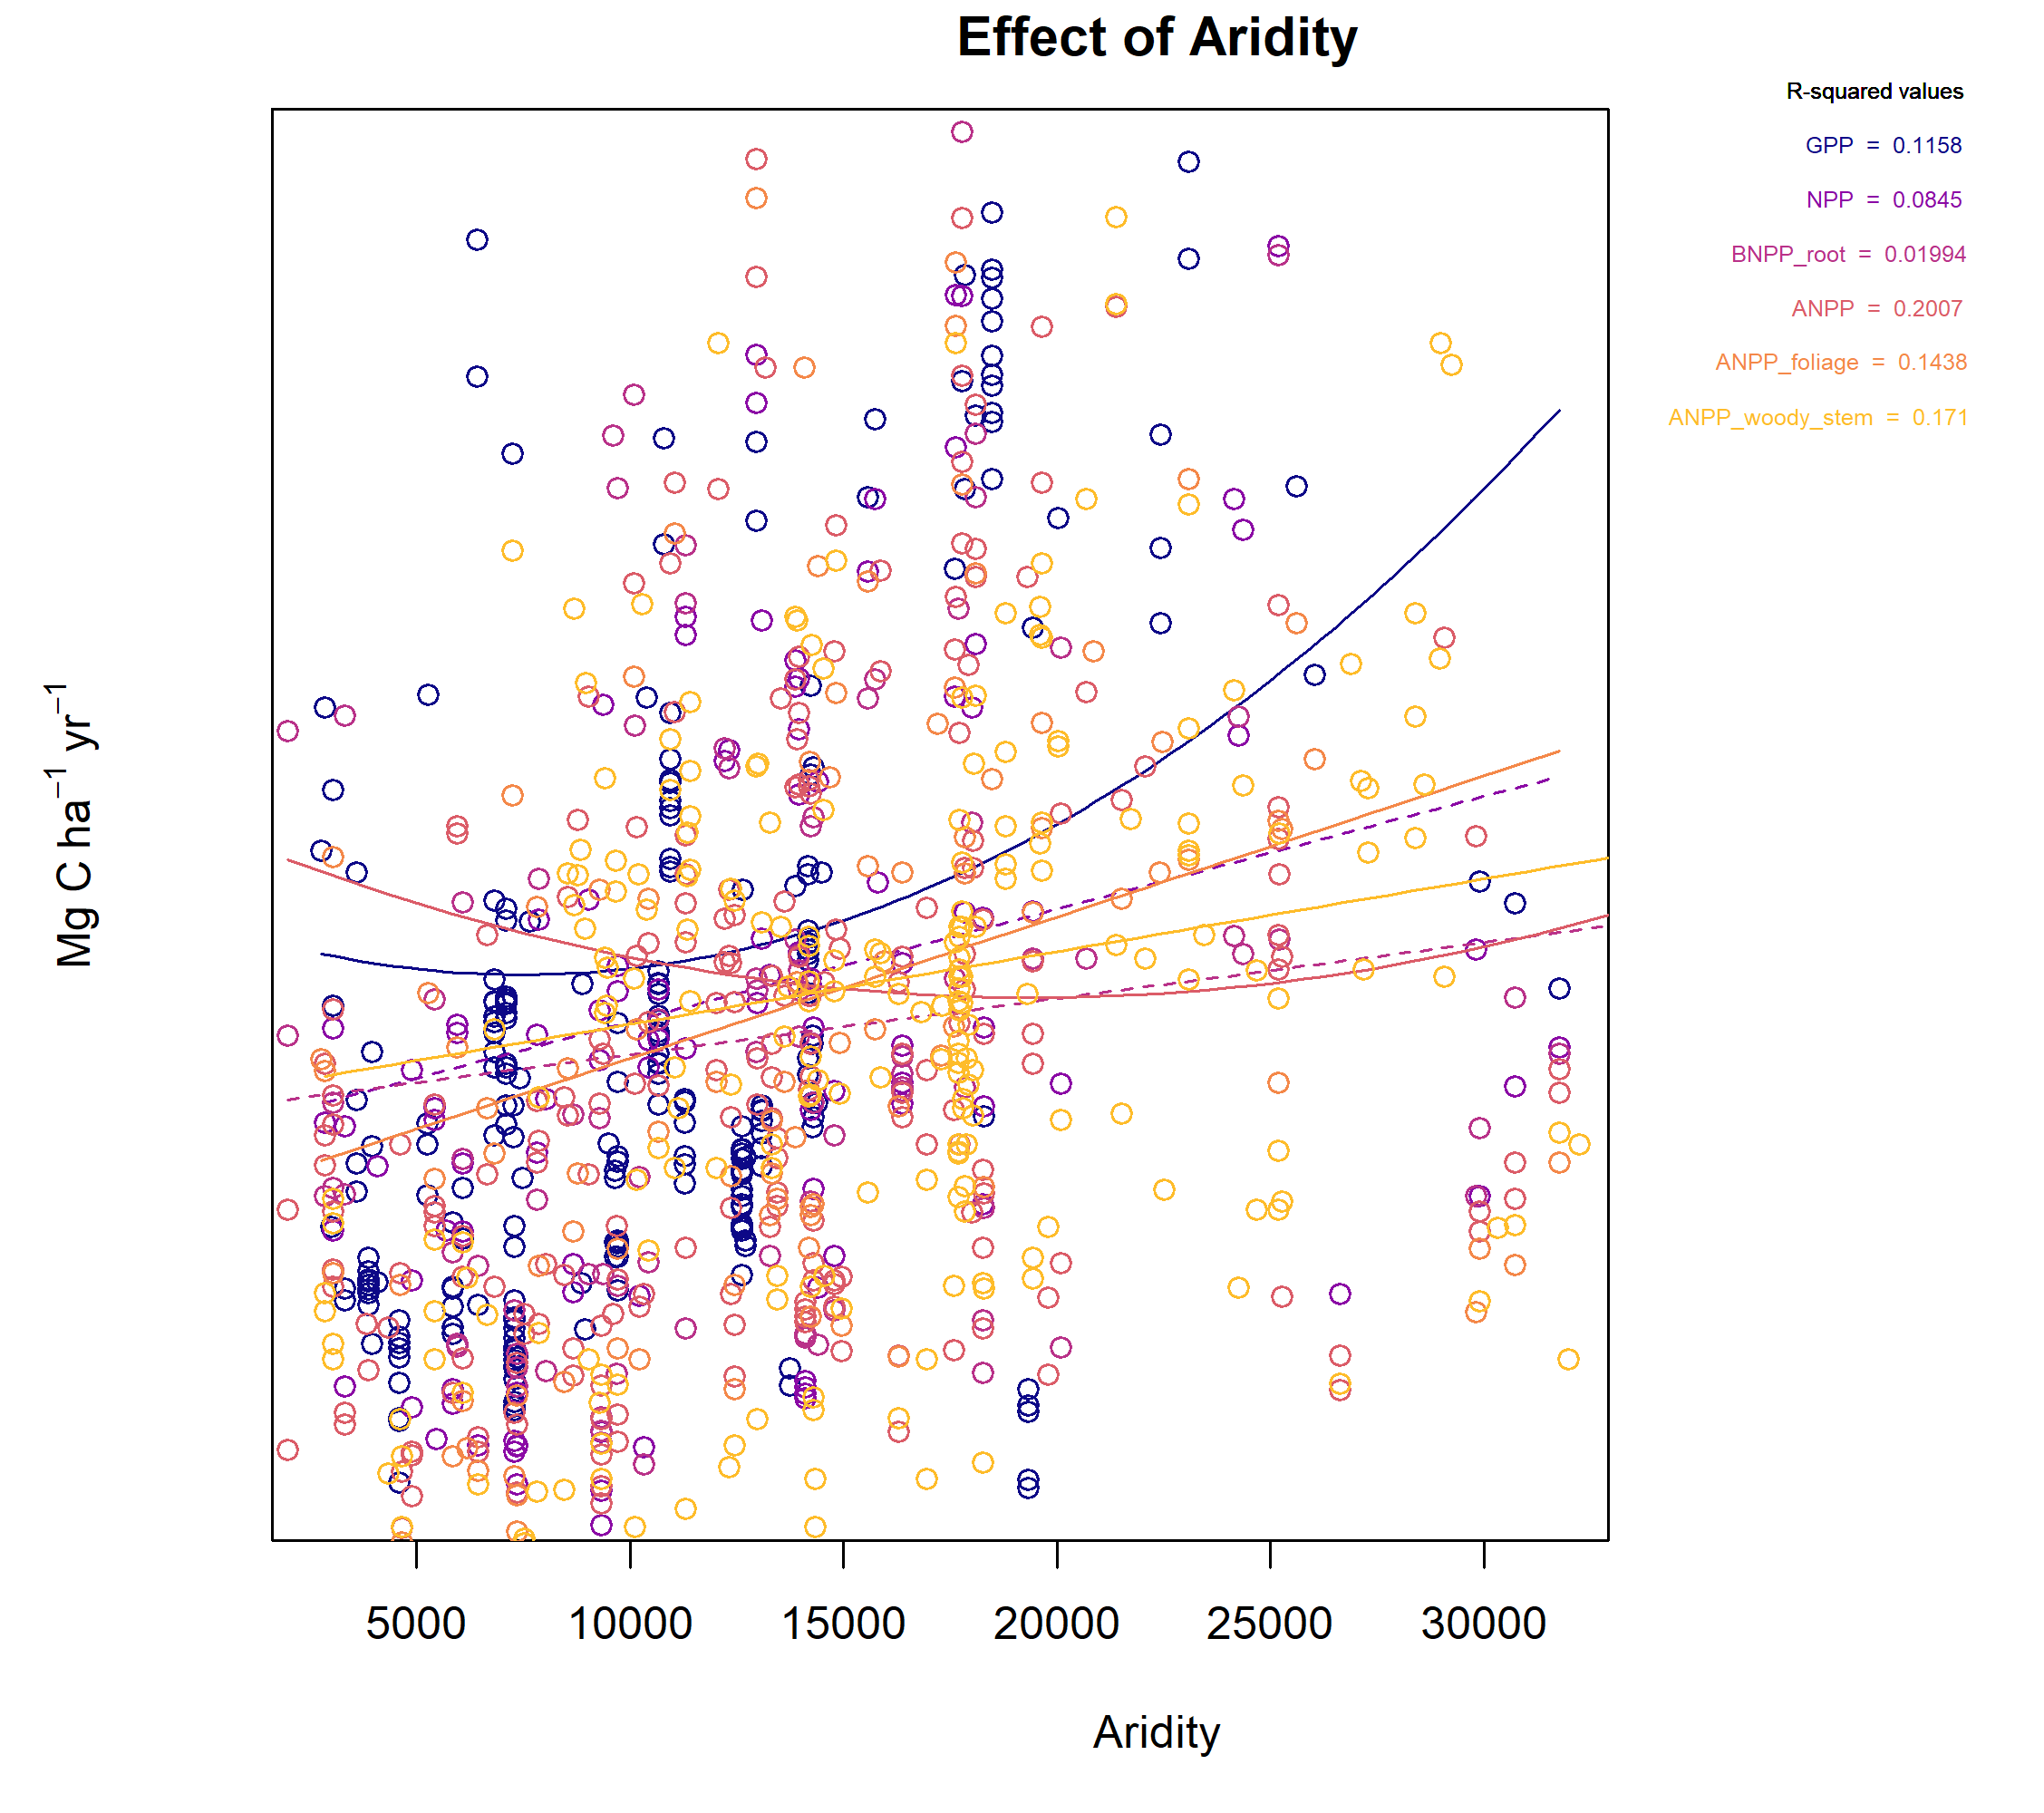 Effect of Aridity
R-squared values
GPP = 0.1158
NPP = 0.0845
BNPP_root = 0.01994
ANPP = 0.2007
ANPP_foliage = 0.1438
ANPP_woody_stem = 0.171
Mg C ha⁻¹ yr⁻¹
5000 10000 15000 20000 25000 30000
Aridity